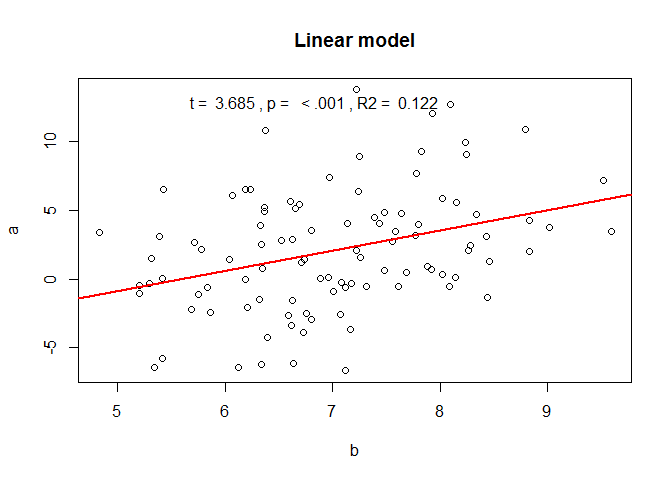 Linear model
t = 3.685 , p = < .001 , R2 = 0.122
10
5
0
-5
a
5 6 7 8 9
b